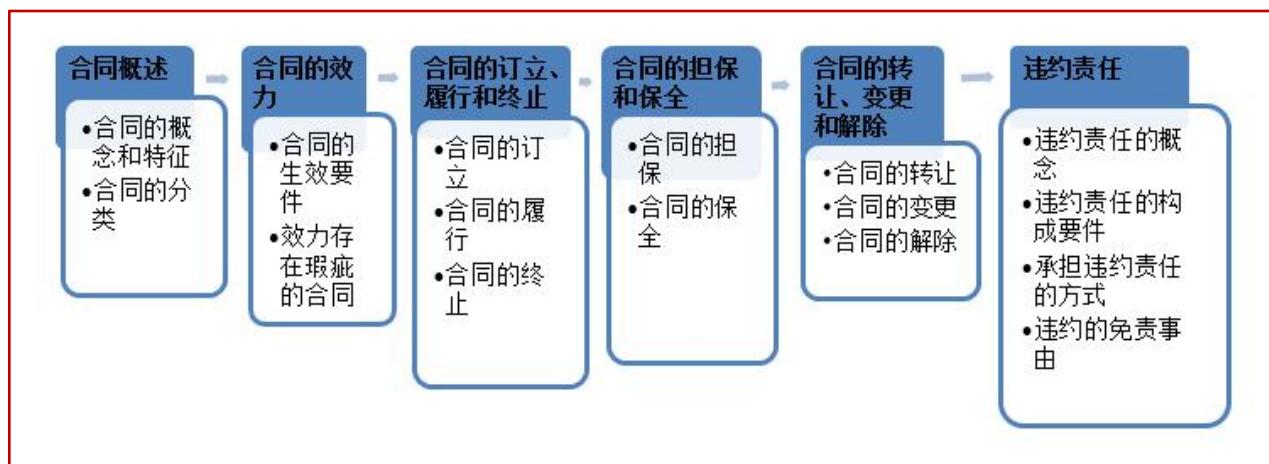 合同概述
•合同的概
念和特征
•合同的分
类
合同的效
力
•合同的
生效要
件
•效力存
在瑕疵
的合同
合同的订立、
履行和终止
•合同的订
立
•合同的履
行
•合同的终
止
合同的担保
和保全
•合同的担
保
•合同的保
全
合同的转
让、变更
和解除
•合同的转让
•合同的变更
•合同的解除
违约责任
•违约责任的概
念
•违约责任的构
成要件
•承担违约责任
的方式
•违约的免责事
由